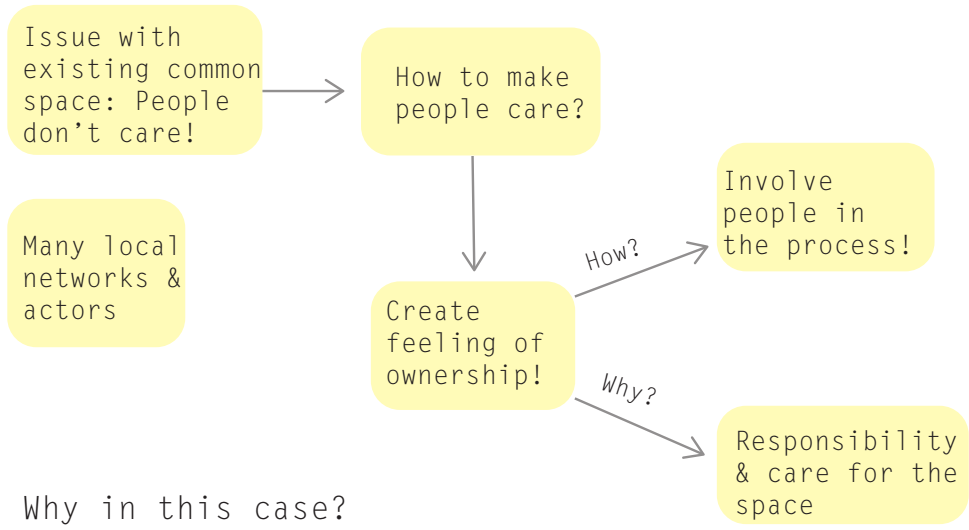 Issue with
existing common
space: People
don’t care!
How to make
people care?
Many local
networks &
actors
Create
feeling of
ownership!
How?
Involve
people in
the process!
Why?
Responsibility
& care for the
space
Why in this case?